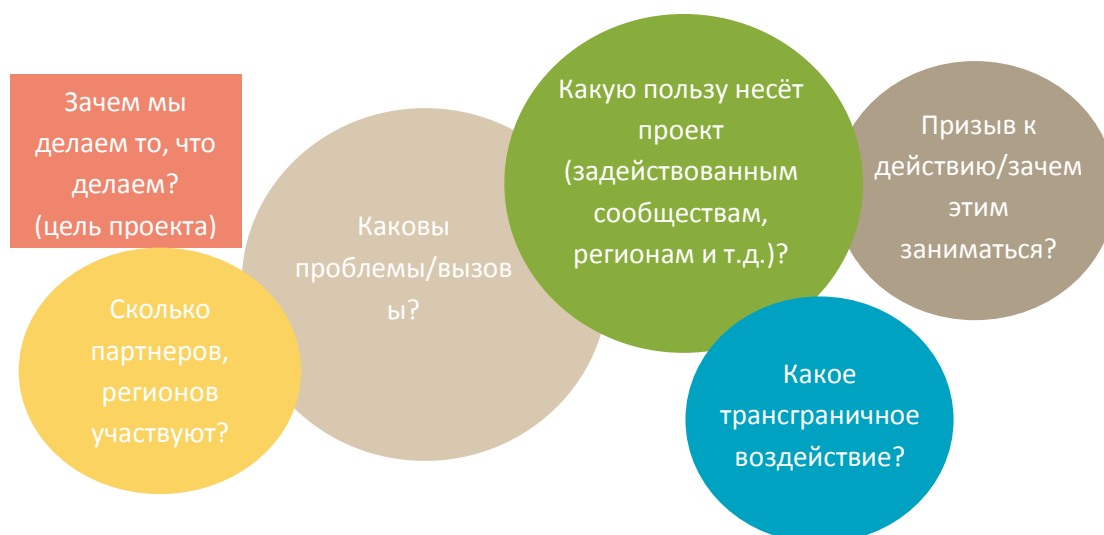 Зачем мы
делаем то, что
делаем?
(цель проекта)
Сколько
партнеров,
регионов
участвуют?
Каковы
проблемы/вызов
ы?
Какую пользу несёт
проект
(задействованным
сообществам,
регионам и т.д.)?
Какое
трансграничное
воздействие?
Призыв к
действию/зачем
этим
заниматься?